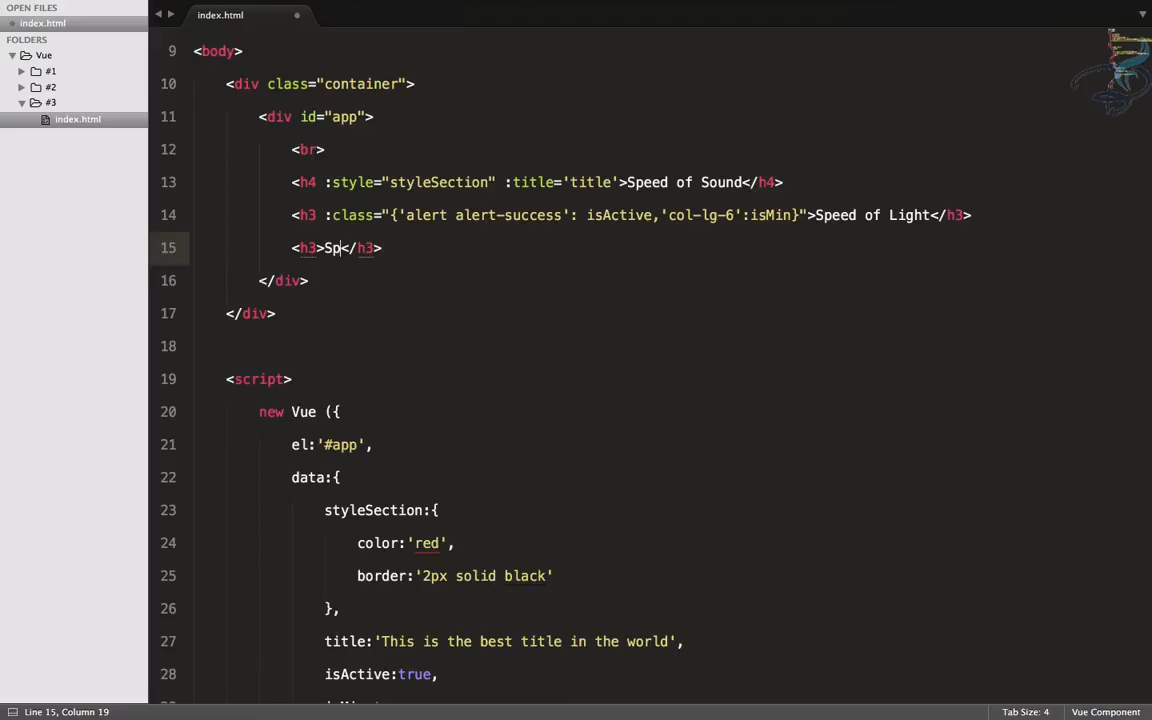 OPEN FILES
index.html
FOLDERS
Vue
#1
#2
#3
index.html
index.html
9 <body>
10 <div class="container">
11 <div id="app">
12 <br>
13 <h4 :style="styleSection" :title='title'>Speed of Sound</h4>
14 <h3 :class="{'alert alert-success': isActive,'col-lg-6':isMin}">Speed of Light</h3>
15 <h3>Sp</h3>
16 </div>
17 </div>
18
19 <script>
20 new Vue ({
21 el:'#app',
22 data:{
23 styleSection:{
24 color:'red',
25 border:'2px solid black'
26 },
27 title:'This is the best title in the world',
28 isActive:true,
Line 15, Column 19
Tab Size: 4
Vue Component